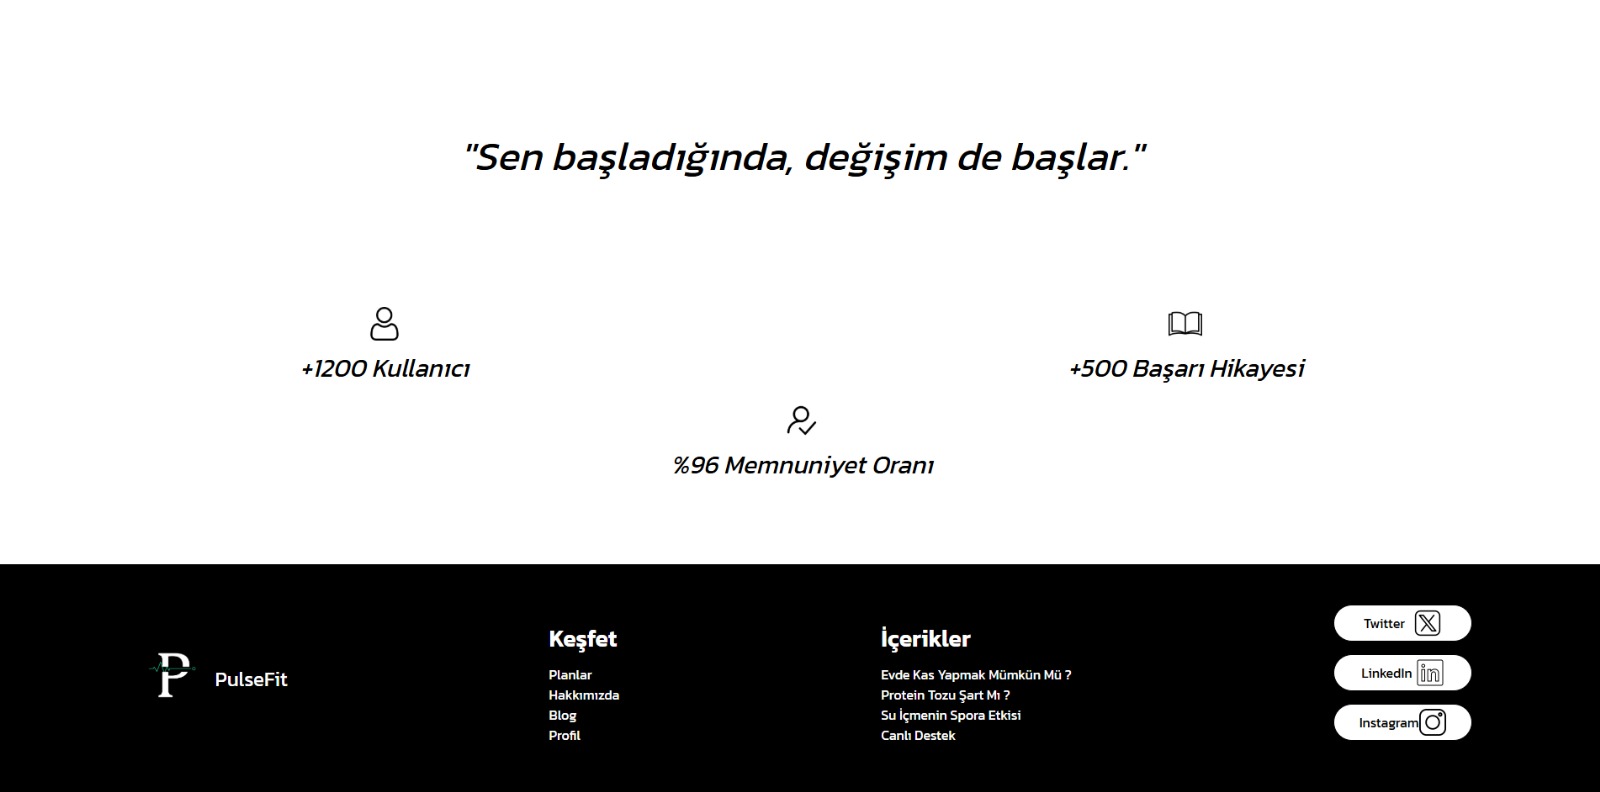 "Sen başladığında, değişim de başlar."
+1200 Kullanıcı
+500 Başarı Hikayesi
%96 Memnuniyet Oranı
P
PulseFit
Keşfet
Planlar
Hakkımızda
Blog
Profil
İçerikler
Evde Kas Yapmak Mümkün Mü ?
Protein Tozu Şart Mı ?
Su İçmenin Spora Etkisi
Canlı Destek
Twitter X
LinkedIn in
Instagram